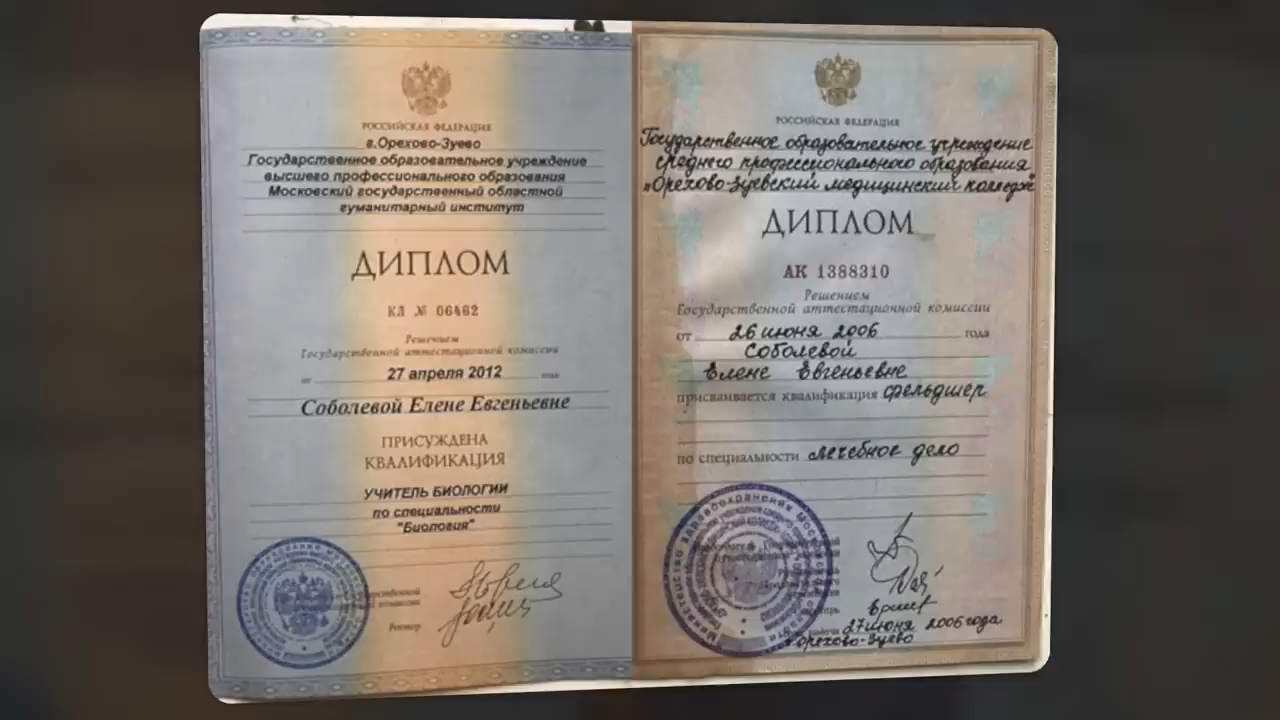 РОССИЙСКАЯ ФЕДЕРАЦИЯ
г.Орехово-Зуево
Государственное образовательное учреждение
высшего профессионального образования
Московский государственный областной
гуманитарный институт
ДИПЛОМ
КЛ № 06462
Решением
Государственной аттестационной комиссии
от 27 апреля 2012 года
Соболевой Елене Евгеньевне
ПРИСУЖДЕНА
КВАЛИФИКАЦИЯ
УЧИТЕЛЬ БИОЛОГИИ
по специальности
"Биология"
Ректор
РОССИЙСКАЯ ФЕДЕРАЦИЯ
Государственное образовательное учреждение
среднего профессионального образования
"Орехово-Зуевский медицинский колледж"
ДИПЛОМ
АК 1388310
Решением
Государственной аттестационной комиссии
от 26 июня 2006 года
Соболевой
Елене Евгеньевне
присваивается квалификация фельдшер
по специальности лечебное дело
27 июня 2006 года
Орехово-Зуево